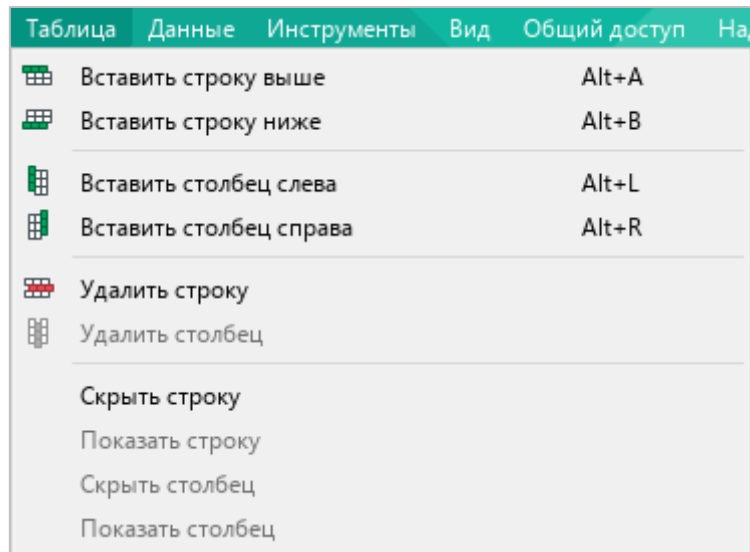 Таблица Данные Инструменты Вид Общий доступ
Вставить строку выше Alt+A
Вставить строку ниже Alt+B
Вставить столбец слева Alt+L
Вставить столбец справа Alt+R
Удалить строку
Удалить столбец
Скрыть строку
Показать строку
Скрыть столбец
Показать столбец